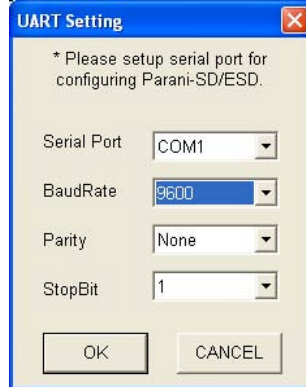 UART Setting
* Please setup serial port for
configuring Parani-SD/ESD.
Serial Port COM1
BaudRate 9600
Parity None
StopBit 1
OK CANCEL